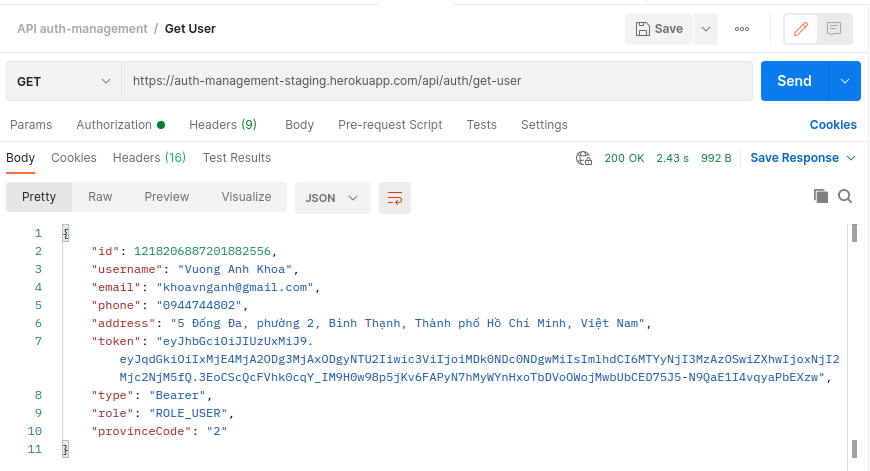 API auth-management / Get User
Save
GET
https://auth-management-staging.herokuapp.com/api/auth/get-user
Send
Params Authorization Headers (9) Body Pre-request Script Tests Settings Cookies
Body Cookies Headers (16) Test Results 200 OK 2.43 s 992 B Save Response
Pretty Raw Preview Visualize JSON
1 {
2 "id": 1218206887201882556,
3 "username": "Vuong Anh Khoa",
4 "email": "khoavnganh@gmail.com",
5 "phone": "0944744802",
6 "address": "5 Đống Đa, phường 2, Bình Thạnh, Thành phố Hồ Chí Minh, Việt Nam",
7 "token": "eyJhbGciOiJIUzUxMiJ9.
eyJqdGkiOiIxMjE4MjA2ODg3MjAxODgyNTU2Iiwic3ViIjoiMDk0NDc0NDgwMiIsImlhdCI6MTYyNjI3MzAzOSwiZXhwIjoxNjI2
Mjc2NjM5fQ.3EoCScQcFVhk0cqY_IM9H0w98p5jKv6FAPyN7hMyWYnHxoTbDVoOWojMwbUbCED75J5-N9QaE1I4vqyaPbEXzw",
8 "type": "Bearer",
9 "role": "ROLE_USER",
10 "provinceCode": "2"
11 }